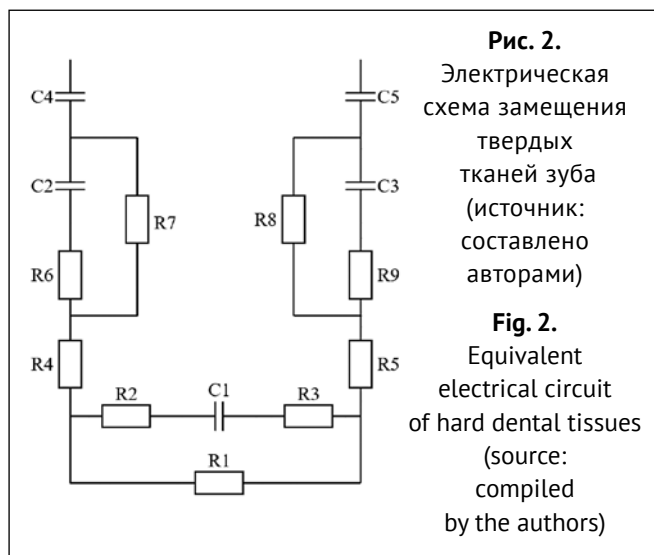 C4
C5
C2
C3
R7
R8
R6
R9
R4
R5
R2
C1
R3
R1
Рис. 2.
Электрическая
схема замещения
твердых
тканей зуба
(источник:
составлено
авторами)
Fig. 2.
Equivalent
electrical circuit
of hard dental tissues
(source:
compiled
by the authors)